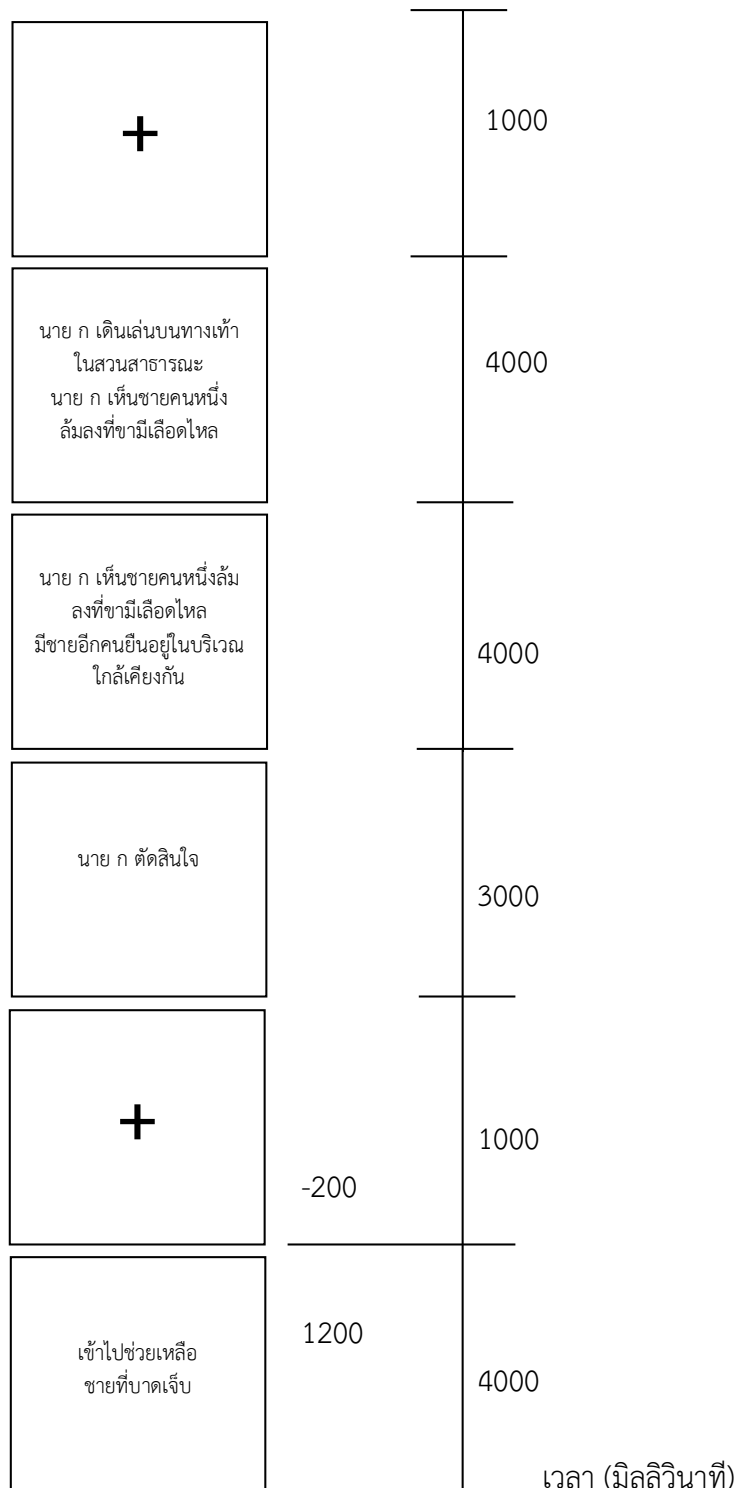 +
1000
นาย ก เดินเล่นบนทางเท้า
ในสวนสาธารณะ
นาย ก เห็นชายคนหนึ่ง
ล้มลงที่ขามีเลือดไหล
4000
นาย ก เห็นชายคนหนึ่งล้ม
ลงที่ขามีเลือดไหล
มีชายอีกคนยืนอยู่ในบริเวณ
ใกล้เคียงกัน
4000
นาย ก ตัดสินใจ
3000
+
1000
-200
1200
เข้าไปช่วยเหลือ
ชายที่บาดเจ็บ
4000
เวลา (มิลลิวินาที)